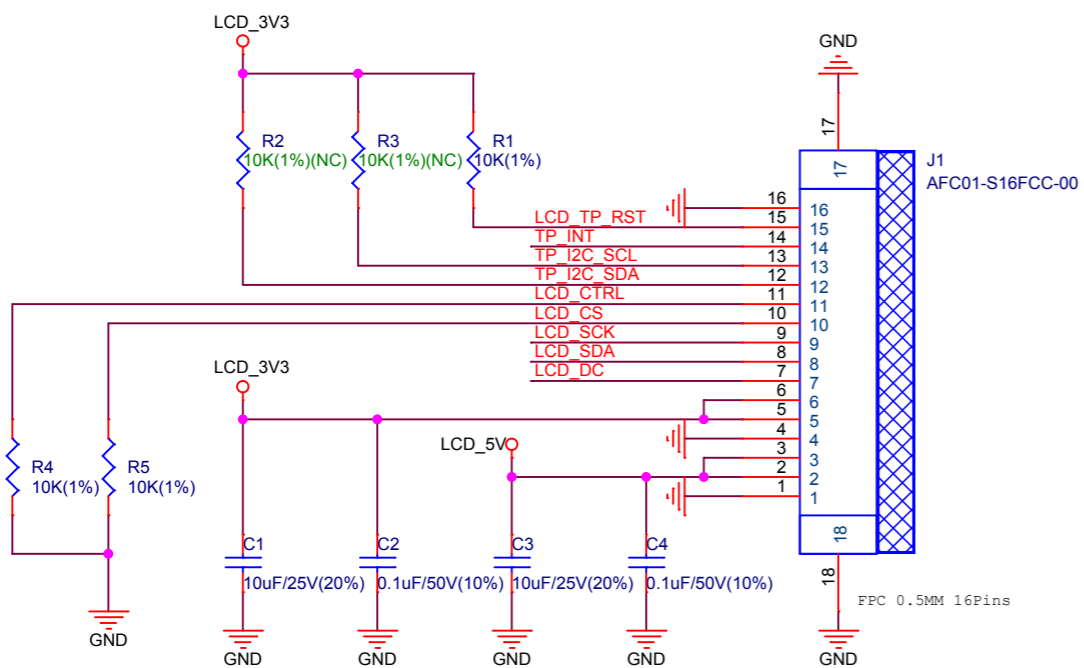 LCD_3V3
GND
R2
10K(1%)(NC)
R3
10K(1%)(NC)
R1
10K(1%)
17
17
J1
AFC01-S16FCC-00
16
16
LCD_TP_RST
15
15
TP_INT
14
14
TP_I2C_SCL
13
13
TP_I2C_SDA
12
12
LCD_CTRL
11
11
LCD_CS
10
10
LCD_SCK
9
9
LCD_SDA
8
8
LCD_DC
7
7
LCD_3V3
6
6
5
5
4
4
LCD_5V
3
3
2
2
1
1
R4
10K(1%)
R5
10K(1%)
C1
10uF/25V(20%)
C2
0.1uF/50V(10%)
C3
10uF/25V(20%)
C4
0.1uF/50V(10%)
18
18
FPC 0.5MM 16Pins
GND
GND
GND
GND
GND
GND